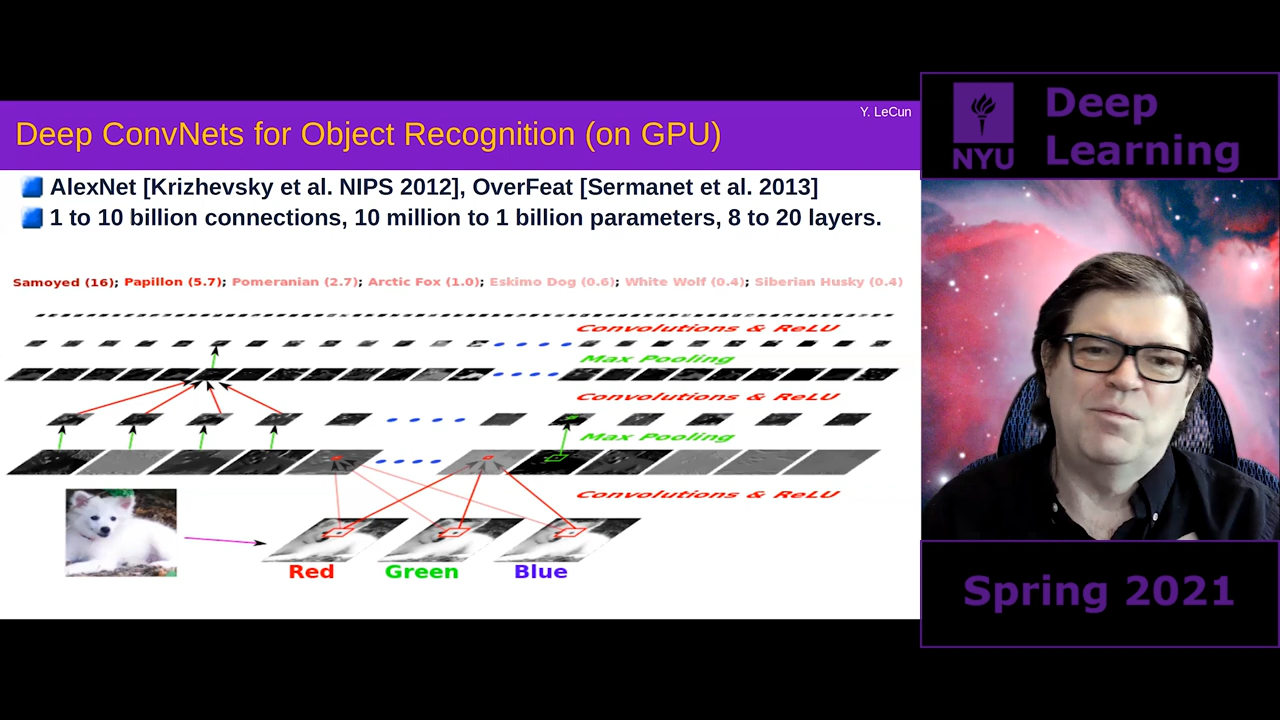 Y. LeCun
Deep ConvNets for Object Recognition (on GPU)
AlexNet [Krizhevsky et al. NIPS 2012], OverFeat [Sermanet et al. 2013]
1 to 10 billion connections, 10 million to 1 billion parameters, 8 to 20 layers.
Samoyed (16); Papillon (5.7); Pomeranian (2.7); Arctic Fox (1.0); Eskimo Dog (0.6); White Wolf (0.4); Siberian Husky (0.4)
Convolutions & ReLU
Max Pooling
Convolutions & ReLU
Max Pooling
Convolutions & ReLU
Red Green Blue
NYU
Deep
Learning
Spring 2021